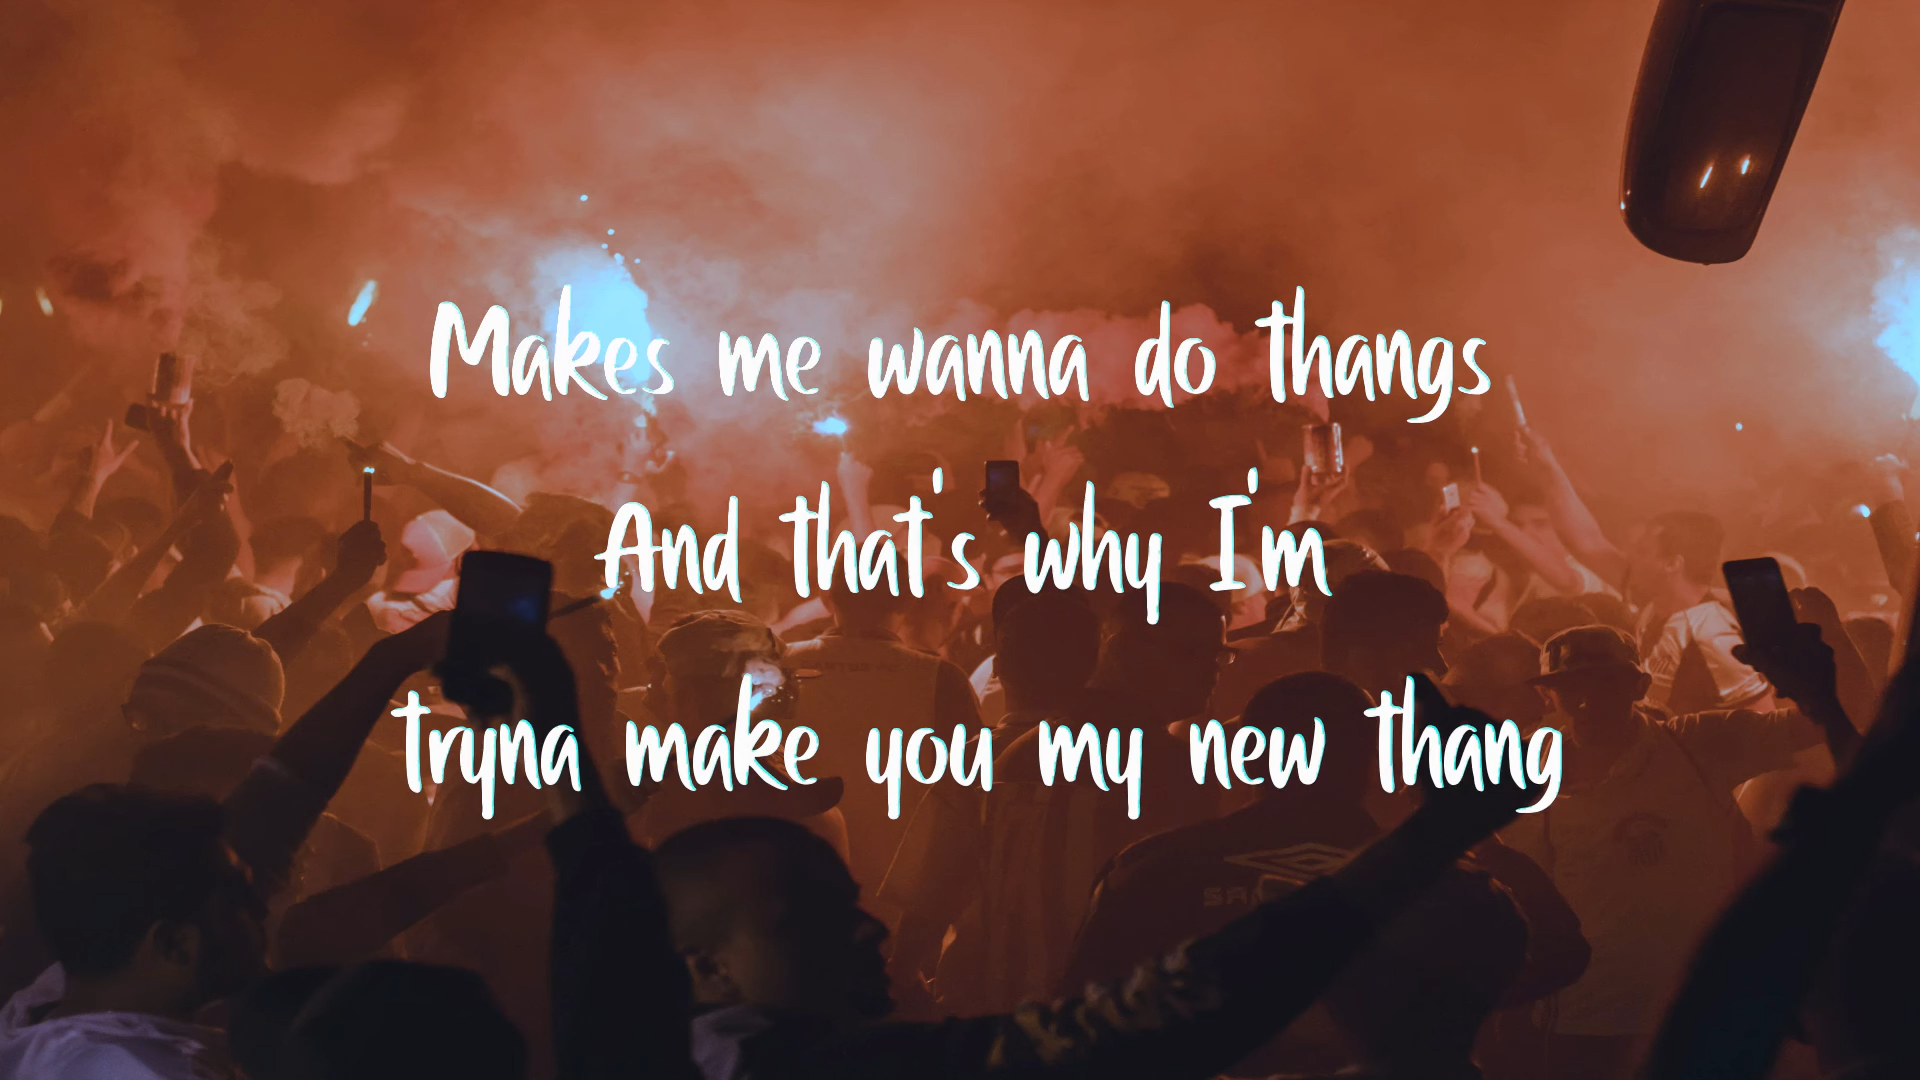 Makes me wanna do thangs
And that's why I'm
tryna make you my new thang